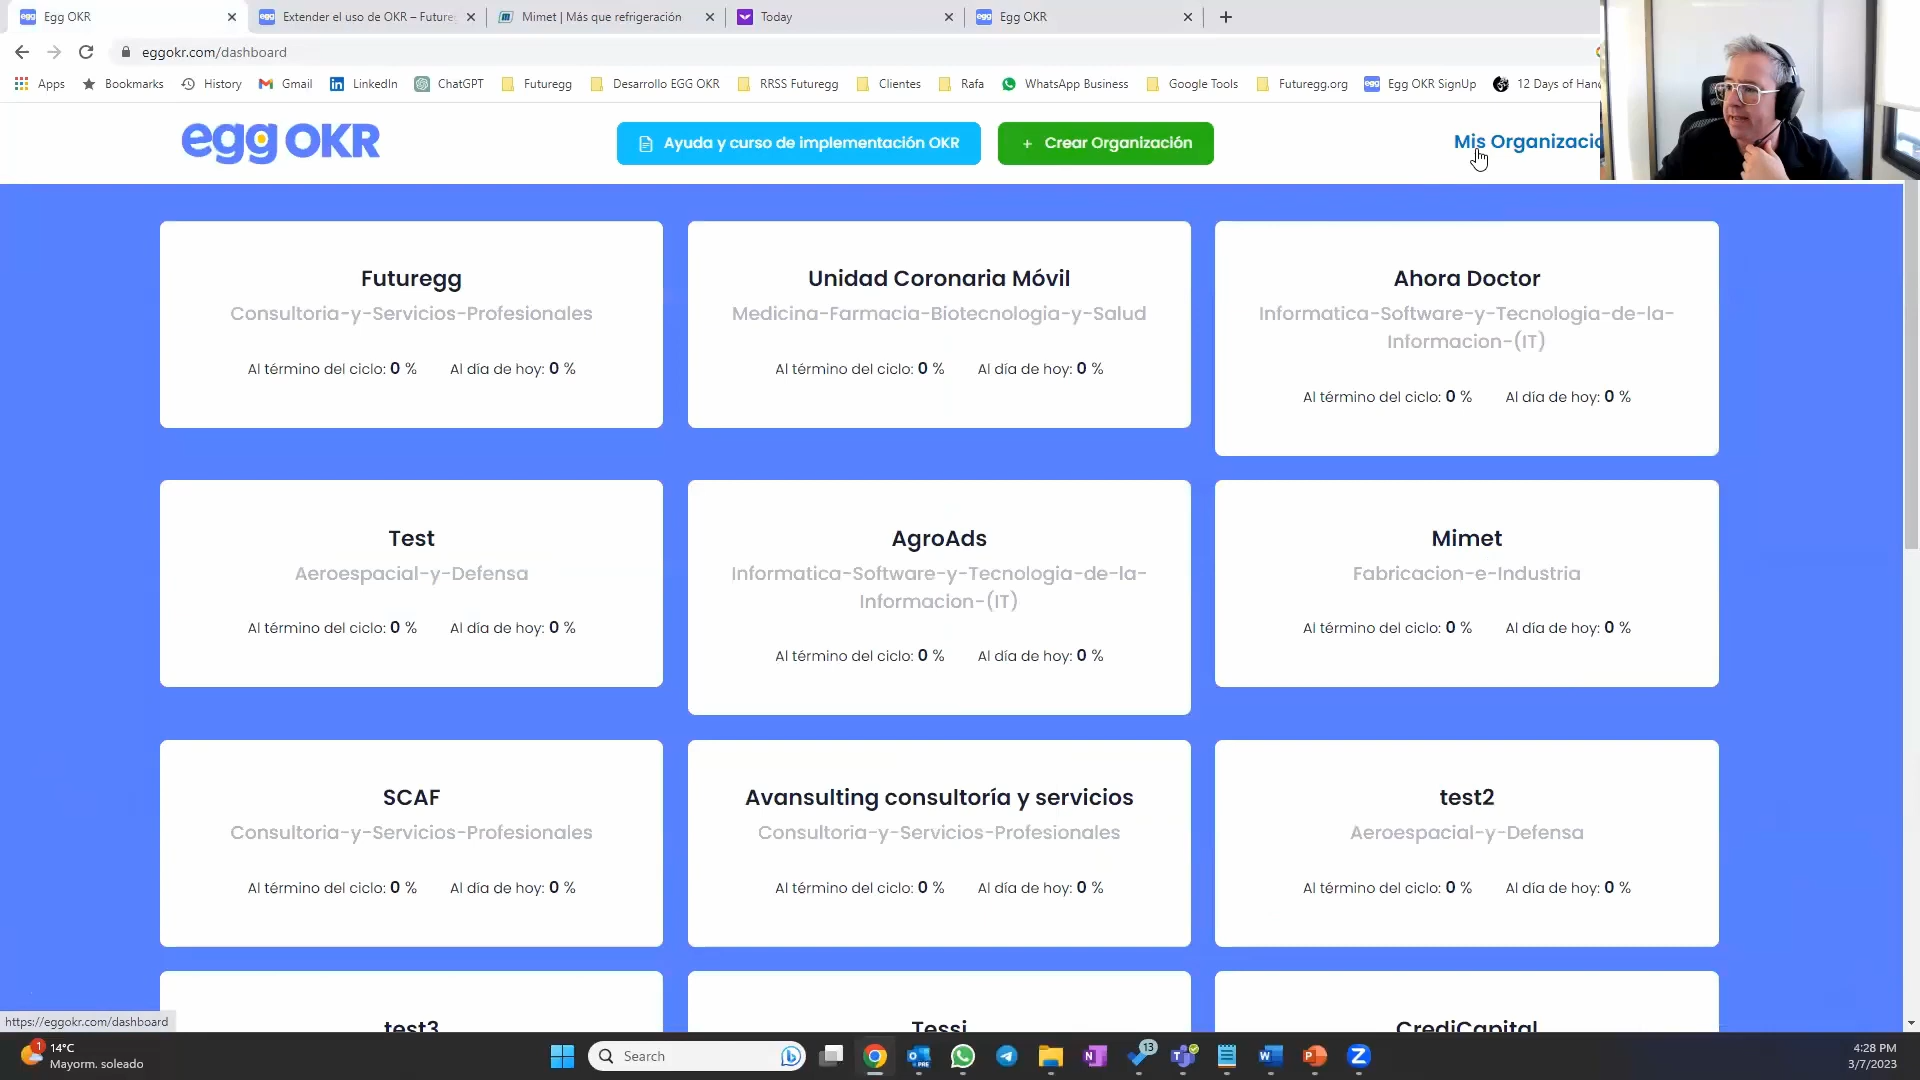 Egg OKR
Extender el uso de OKR – Future
Mimet | Más que refrigeración
Today
Egg OKR
eggokr.com/dashboard
Apps
Bookmarks
History
Gmail
LinkedIn
ChatGPT
Futuregg
Desarrollo EGG OKR
RRSS Futuregg
Clientes
Rafa
WhatsApp Business
Google Tools
Futuregg.org
Egg OKR SignUp
12 Days of Han
egg OKR
Ayuda y curso de implementación OKR
+ Crear Organización
Mis Organizacio
Futuregg
Consultoria-y-Servicios-Profesionales
Al término del ciclo: 0 % Al día de hoy: 0 %
Unidad Coronaria Móvil
Medicina-Farmacia-Biotecnologia-y-Salud
Al término del ciclo: 0 % Al día de hoy: 0 %
Ahora Doctor
Informatica-Software-y-Tecnologia-de-la-
Informacion-(IT)
Al término del ciclo: 0 % Al día de hoy: 0 %
Test
Aeroespacial-y-Defensa
Al término del ciclo: 0 % Al día de hoy: 0 %
AgroAds
Informatica-Software-y-Tecnologia-de-la-
Informacion-(IT)
Al término del ciclo: 0 % Al día de hoy: 0 %
Mimet
Fabricacion-e-Industria
Al término del ciclo: 0 % Al día de hoy: 0 %
SCAF
Consultoria-y-Servicios-Profesionales
Al término del ciclo: 0 % Al día de hoy: 0 %
Avansulting consultoría y servicios
Consultoria-y-Servicios-Profesionales
Al término del ciclo: 0 % Al día de hoy: 0 %
test2
Aeroespacial-y-Defensa
Al término del ciclo: 0 % Al día de hoy: 0 %
test3
Tessi
CrediCapital
https://eggokr.com/dashboard
1
14°C
Mayorm. soleado
Search
13
4:28 PM
3/7/2023